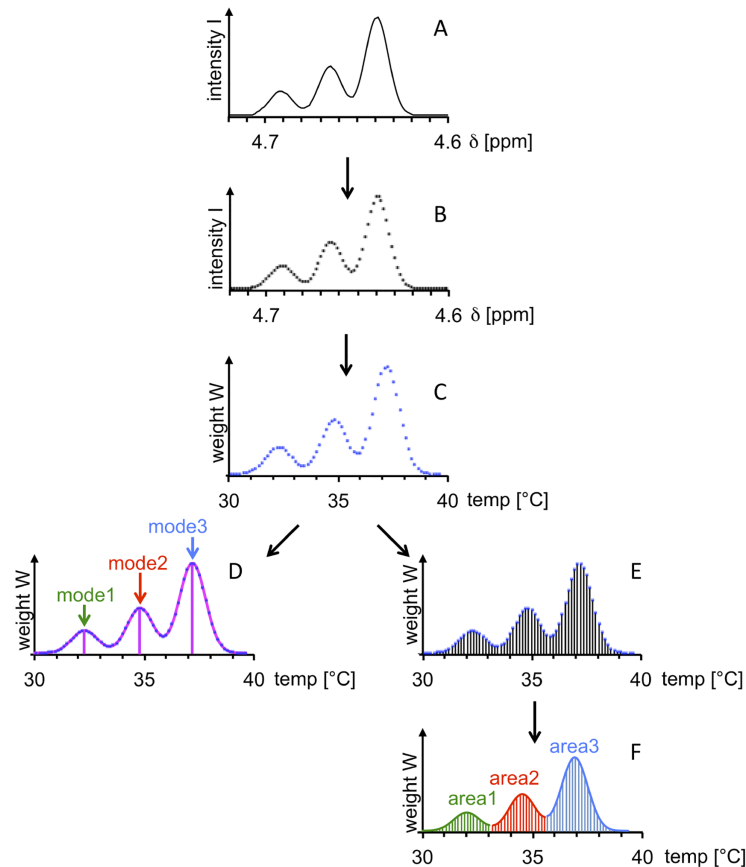 A
intensity I
4.7 4.6 δ [ppm]
B
intensity I
4.7 4.6 δ [ppm]
C
weight W
30 35 40 temp [°C]
mode3
mode2
mode1
D
weight W
30 35 40 temp [°C]
E
weight W
30 35 40 temp [°C]
F
area3
area2
area1
weight W
30 35 40 temp [°C]